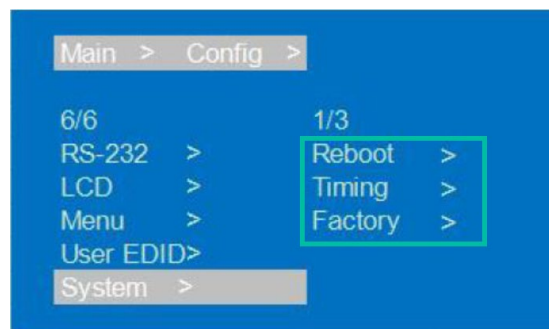 Main > Config >
6/6
RS-232 >
LCD >
Menu >
User EDID>
System >
1/3
Reboot >
Timing >
Factory >